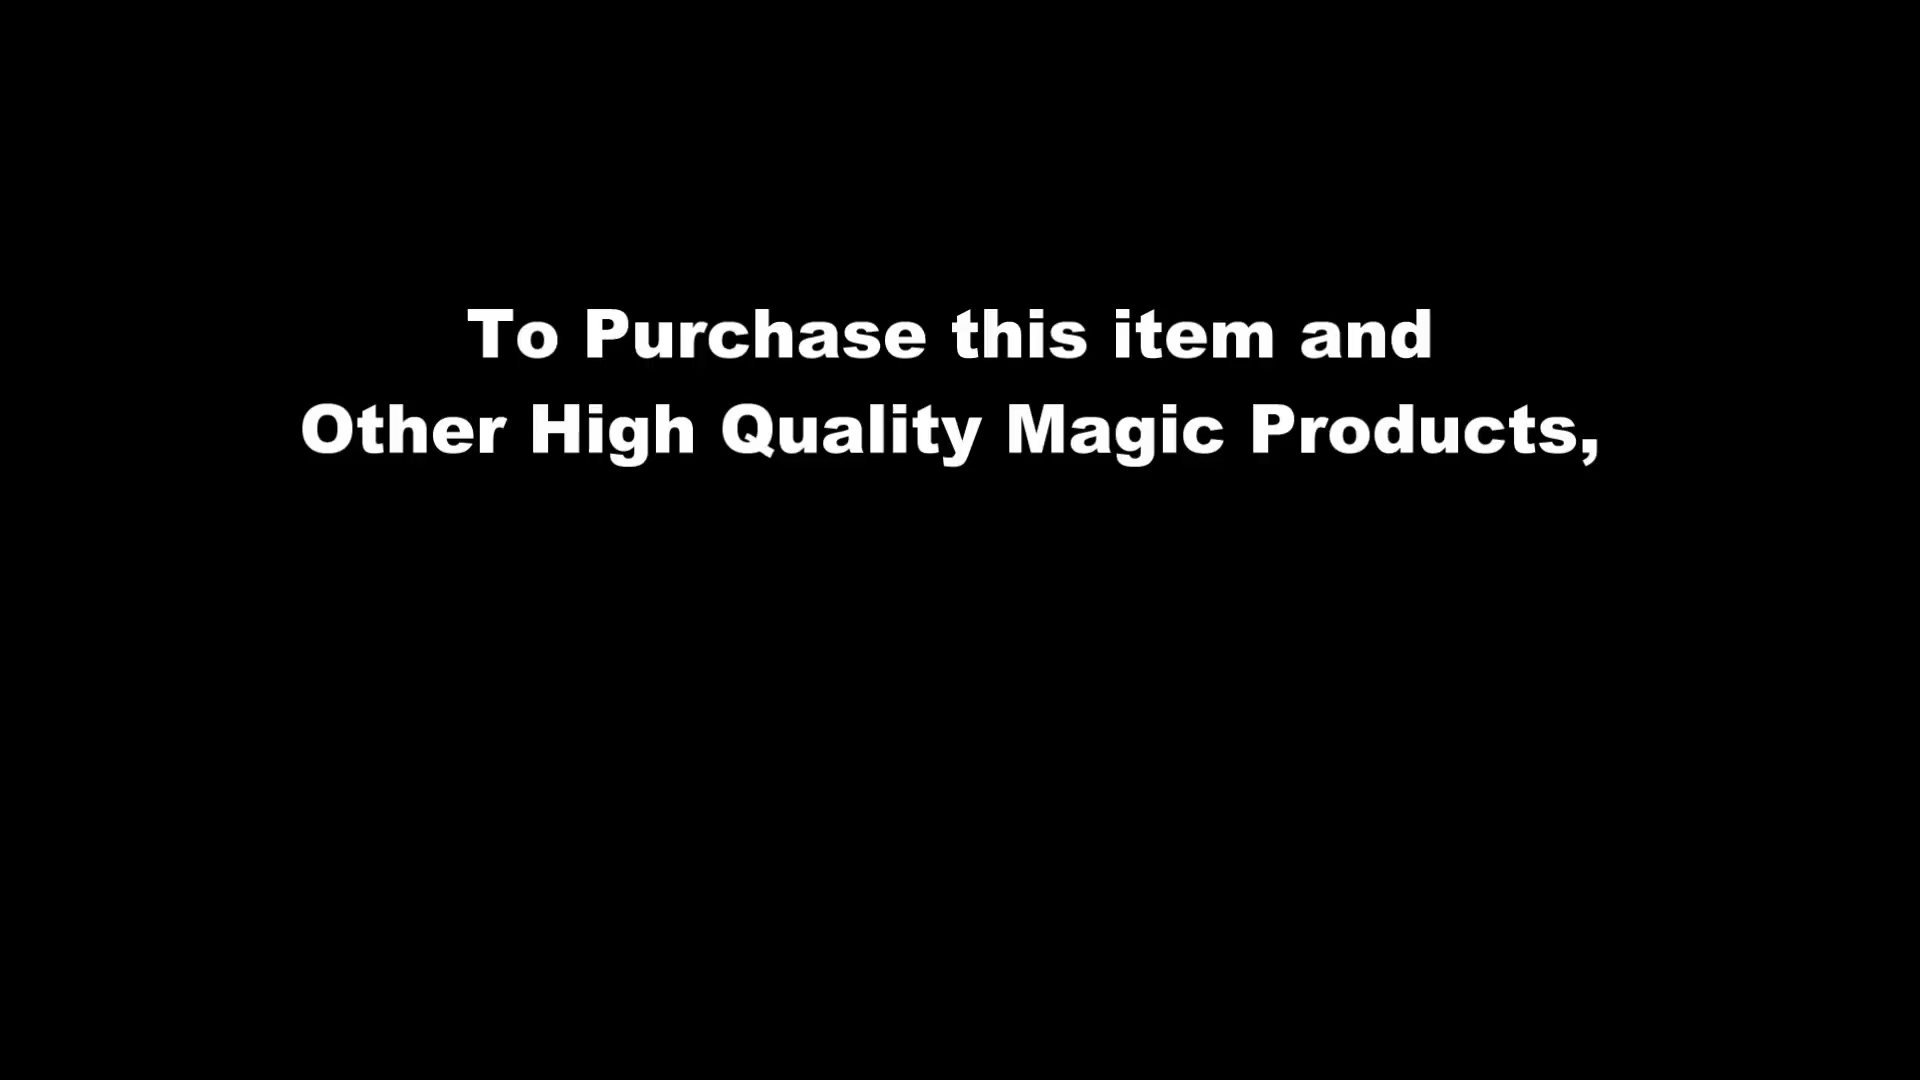 To Purchase this item and
Other High Quality Magic Products,